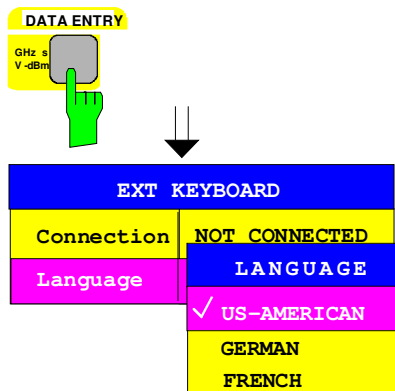 DATA ENTRY
GHz s
V -dBm
EXT KEYBOARD
Connection NOT CONNECTED
Language
LANGUAGE
US-AMERICAN
GERMAN
FRENCH